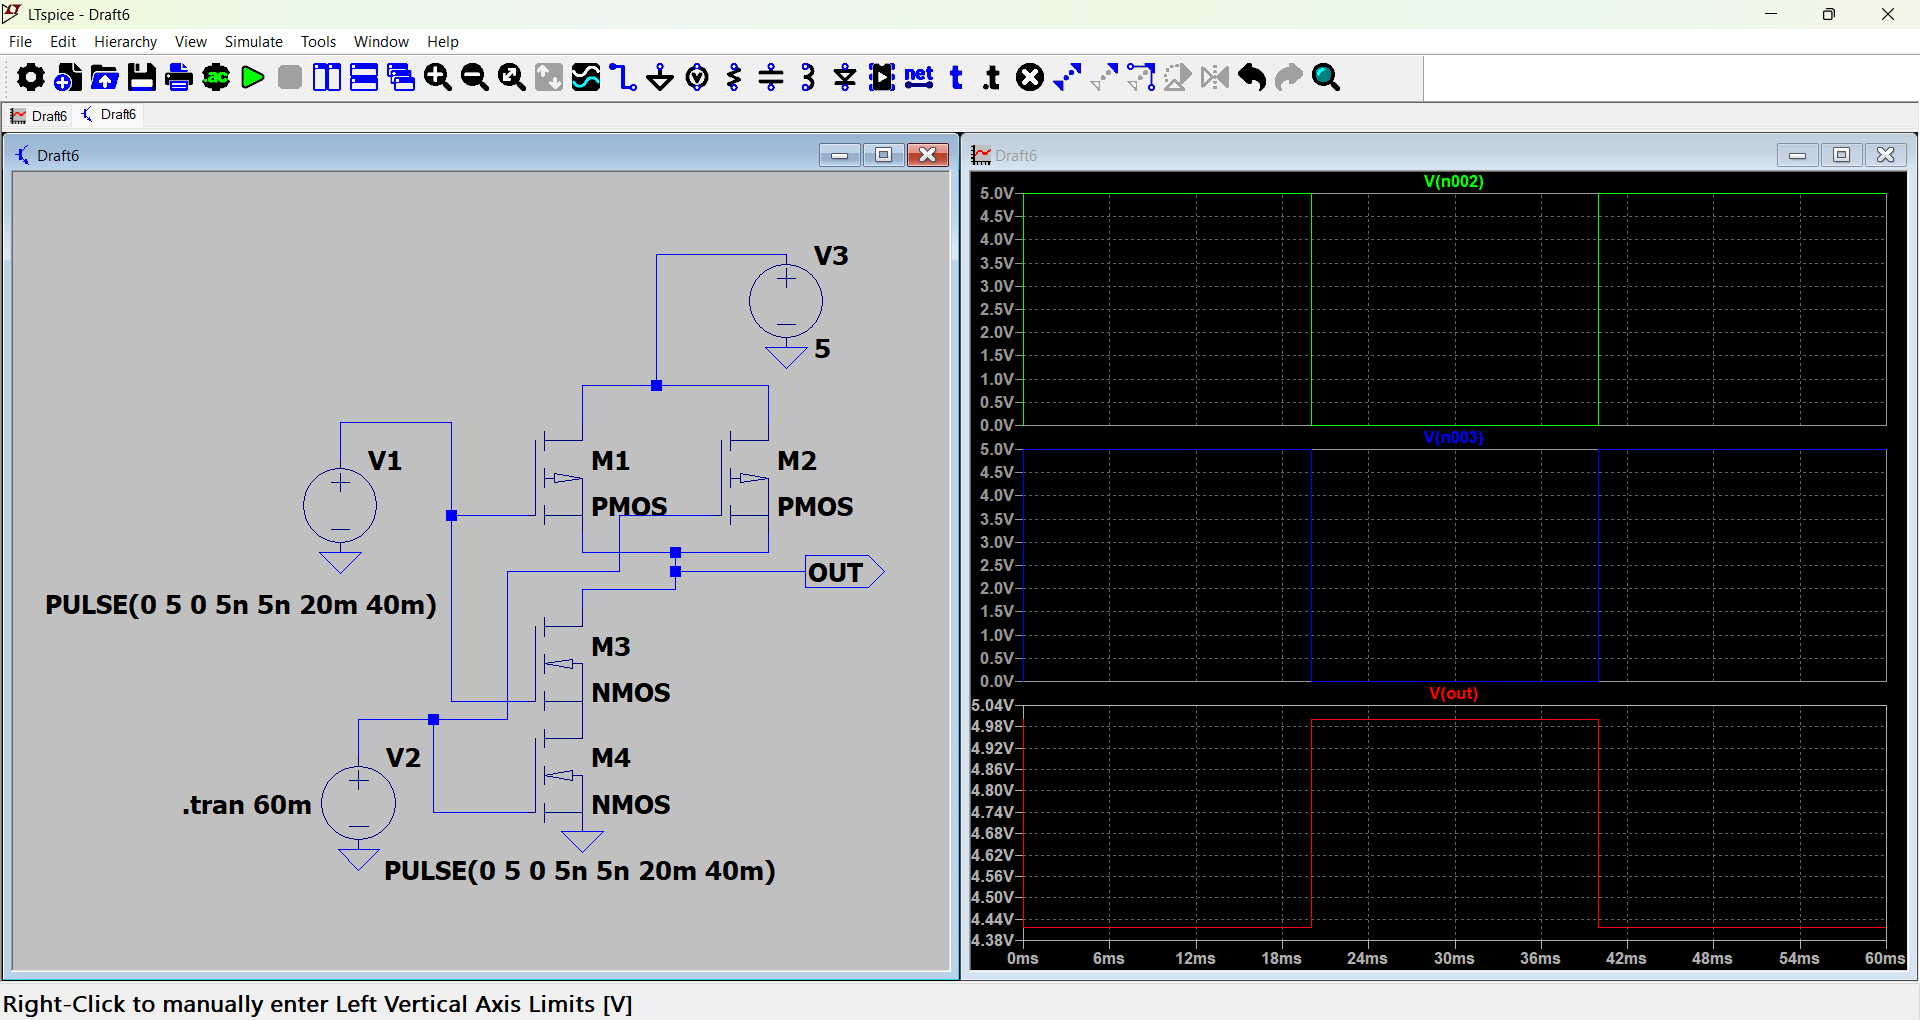 LTspice - Draft6
File Edit Hierarchy View Simulate Tools Window Help
.ac
net
t
.t
Draft6
Draft6
Draft6
V3
5
V1
M1
PMOS
M2
PMOS
OUT
PULSE(0 5 0 5n 5n 20m 40m)
M3
NMOS
V2
M4
NMOS
.tran 60m
PULSE(0 5 0 5n 5n 20m 40m)
Draft6
V(n002)
5.0V
4.5V
4.0V
3.5V
3.0V
2.5V
2.0V
1.5V
1.0V
0.5V
0.0V
V(n003)
5.0V
4.5V
4.0V
3.5V
3.0V
2.5V
2.0V
1.5V
1.0V
0.5V
0.0V
V(out)
5.04V
4.98V
4.92V
4.86V
4.80V
4.74V
4.68V
4.62V
4.56V
4.50V
4.44V
4.38V
0ms 6ms 12ms 18ms 24ms 30ms 36ms 42ms 48ms 54ms 60ms
Right-Click to manually enter Left Vertical Axis Limits [V]